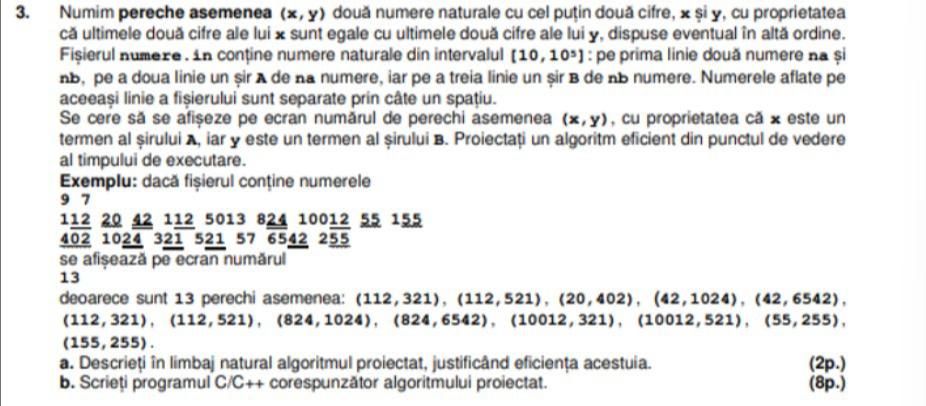 3. Numim pereche asemenea (x, y) două numere naturale cu cel puțin două cifre, x și y, cu proprietatea
că ultimele două cifre ale lui x sunt egale cu ultimele două cifre ale lui y, dispuse eventual în altă ordine.
Fișierul numere.in conține numere naturale din intervalul [10, 10⁵]: pe prima linie două numere na și
nb, pe a doua linie un șir A de na numere, iar pe a treia linie un șir B de nb numere. Numerele aflate pe
aceeași linie a fișierului sunt separate prin câte un spațiu.
Se cere să se afișeze pe ecran numărul de perechi asemenea (x,y), cu proprietatea că x este un
termen al șirului A, iar y este un termen al șirului B. Proiectați un algoritm eficient din punctul de vedere
al timpului de executare.
Exemplu: dacă fișierul conține numerele
9 7
112 20 42 112 5013 824 10012 55 155
402 1024 321 521 57 6542 255
se afișează pe ecran numărul
13
deoarece sunt 13 perechi asemenea: (112,321), (112,521), (20,402), (42,1024), (42,6542),
(112,321), (112,521), (824,1024), (824,6542), (10012,321), (10012,521), (55,255),
(155,255).
a. Descrieți în limbaj natural algoritmul proiectat, justificând eficiența acestuia. (2p.)
b. Scrieți programul C/C++ corespunzător algoritmului proiectat. (8p.)